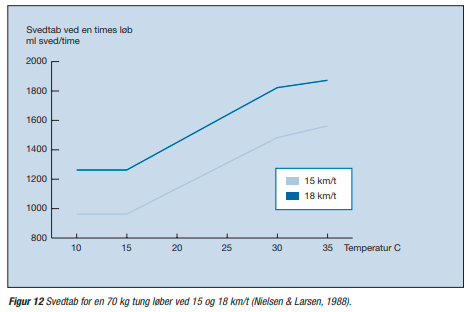 Svedtab ved en times løb
ml sved/time
2000
1800
1600
1400
1200
1000
800
15 km/t
18 km/t
10 15 20 25 30 35 Temperatur C
Figur 12 Svedtab for en 70 kg tung løber ved 15 og 18 km/t (Nielsen & Larsen, 1988).